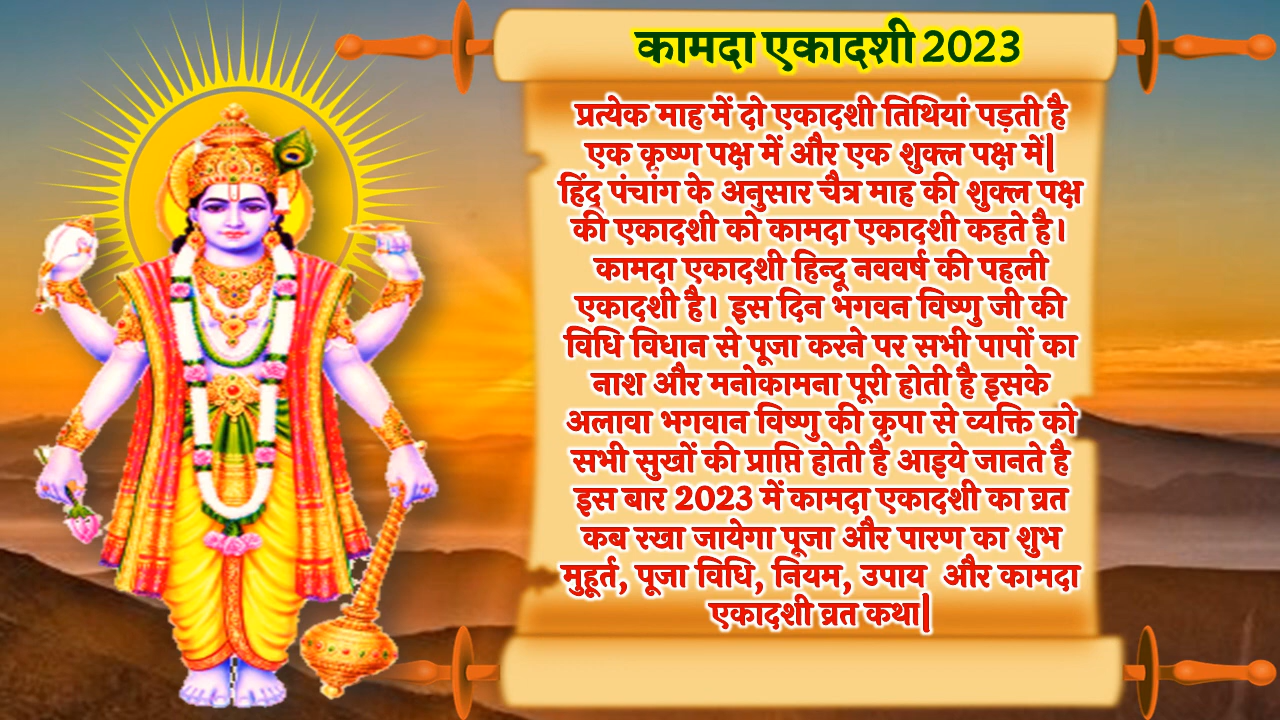 कामदा एकादशी 2023
प्रत्येक माह में दो एकादशी तिथियां पड़ती है
एक कृष्ण पक्ष में और एक शुक्ल पक्ष में|
हिंदू पंचांग के अनुसार चैत्र माह की शुक्ल पक्ष
की एकादशी को कामदा एकादशी कहते है।
कामदा एकादशी हिन्दू नववर्ष की पहली
एकादशी है। इस दिन भगवन विष्णु जी की
विधि विधान से पूजा करने पर सभी पापों का
नाश और मनोकामना पूरी होती है इसके
अलावा भगवान विष्णु की कृपा से व्यक्ति को
सभी सुखों की प्राप्ति होती है आइये जानते है
इस बार 2023 में कामदा एकादशी का व्रत
कब रखा जायेगा पूजा और पारण का शुभ
मुहूर्त, पूजा विधि, नियम, उपाय और कामदा
एकादशी व्रत कथा|